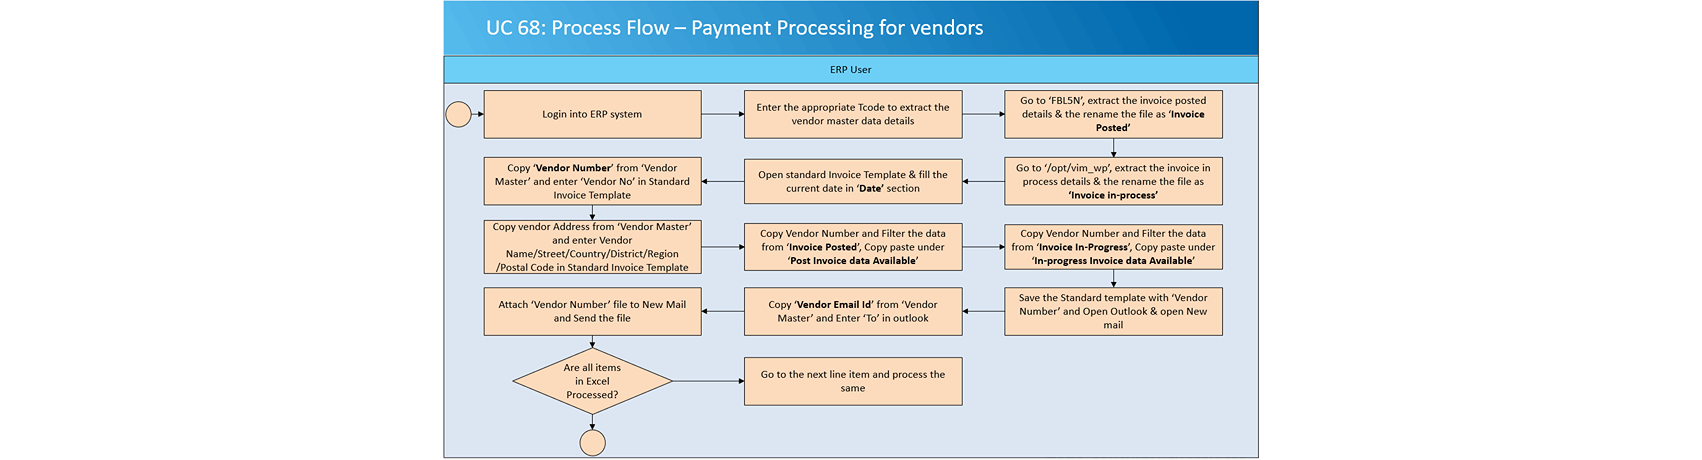 UC 68: Process Flow – Payment Processing for vendors
ERP User
Login into ERP system
Enter the appropriate Tcode to extract the
vendor master data details
Go to ‘FBL5N’, extract the invoice posted
details & the rename the file as ‘Invoice
Posted’
Go to ‘/opt/vim_wp’, extract the invoice in
process details & the rename the file as
‘Invoice in-process’
Open standard Invoice Template & fill the
current date in ‘Date’ section
Copy ‘Vendor Number’ from ‘Vendor
Master’ and enter ‘Vendor No’ in Standard
Invoice Template
Copy vendor Address from ‘Vendor Master’
and enter Vendor
Name/Street/Country/District/Region
/Postal Code in Standard Invoice Template
Copy Vendor Number and Filter the data
from ‘Invoice Posted’, Copy paste under
‘Post Invoice data Available’
Copy Vendor Number and Filter the data
from ‘Invoice In-Progress’, Copy paste under
‘In-progress Invoice data Available’
Save the Standard template with ‘Vendor
Number’ and Open Outlook & open New
mail
Copy ‘Vendor Email Id’ from ‘Vendor
Master’ and Enter ‘To’ in outlook
Attach ‘Vendor Number’ file to New Mail
and Send the file
Are all items
in Excel
Processed?
Go to the next line item and process the
same